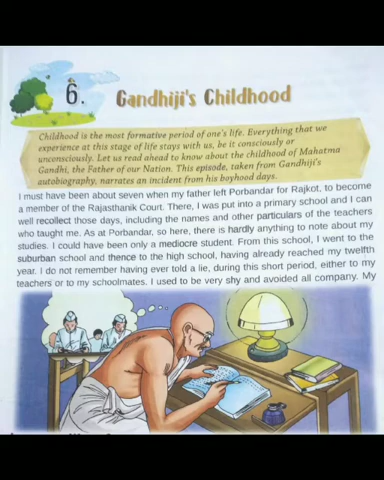 6.
Gandhiji's Childhood
Childhood is the most formative period of one's life. Everything that we
experience at this stage of life stays with us, be it consciously or
unconsciously. Let us read ahead to know about the childhood of Mahatma
Gandhi, the Father of our Nation. This episode, taken from Gandhiji's
autobiography, narrates an incident from his boyhood days.
I must have been about seven when my father left Porbandar for Rajkot, to become
a member of the Rajasthanik Court. There, I was put into a primary school and I can
well recollect those days, including the names and other particulars of the teachers
who taught me. As at Porbandar, so here, there is hardly anything to note about my
studies. I could have been only a mediocre student. From this school, I went to the
suburban school and thence to the high school, having already reached my twelfth
year. I do not remember having ever told a lie, during this short period, either to my
teachers or to my schoolmates. I used to be very shy and avoided all company. My